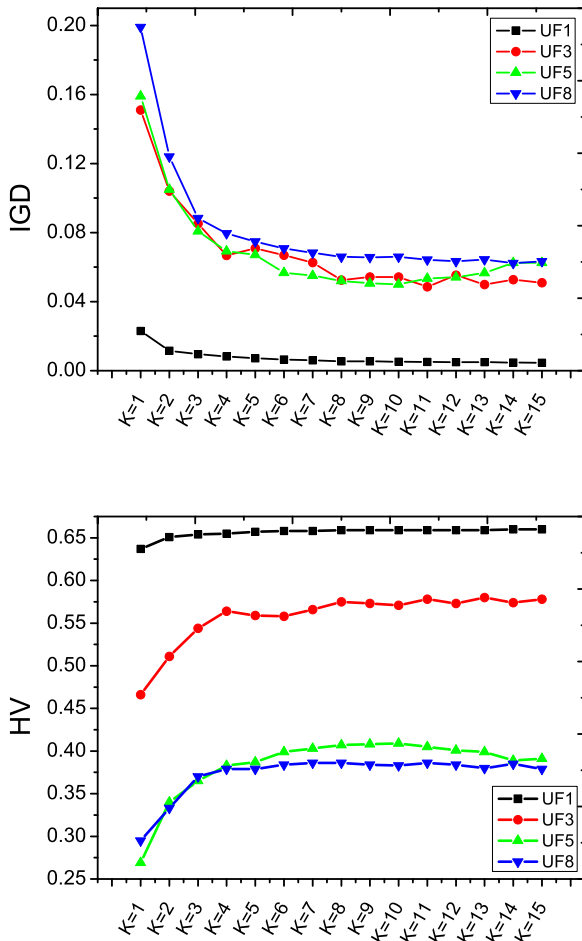 0.20
0.16
0.12
0.08
0.04
0.00
IGD
UF1
UF3
UF5
UF8
K=1
K=2
K=3
K=4
K=5
K=6
K=7
K=8
K=9
K=10
K=11
K=12
K=13
K=14
K=15
0.65
0.60
0.55
0.50
0.45
0.40
0.35
0.30
0.25
HV
UF1
UF3
UF5
UF8
K=1
K=2
K=3
K=4
K=5
K=6
K=7
K=8
K=9
K=10
K=11
K=12
K=13
K=14
K=15